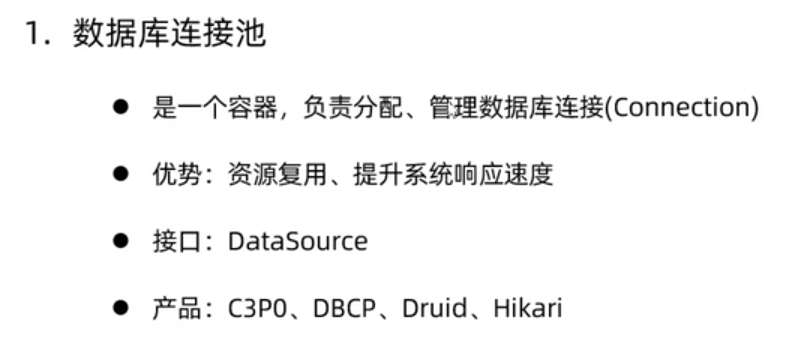 1. 数据库连接池
● 是一个容器，负责分配、管理数据库连接(Connection)
● 优势：资源复用、提升系统响应速度
● 接口：DataSource
● 产品：C3P0、DBCP、Druid、Hikari